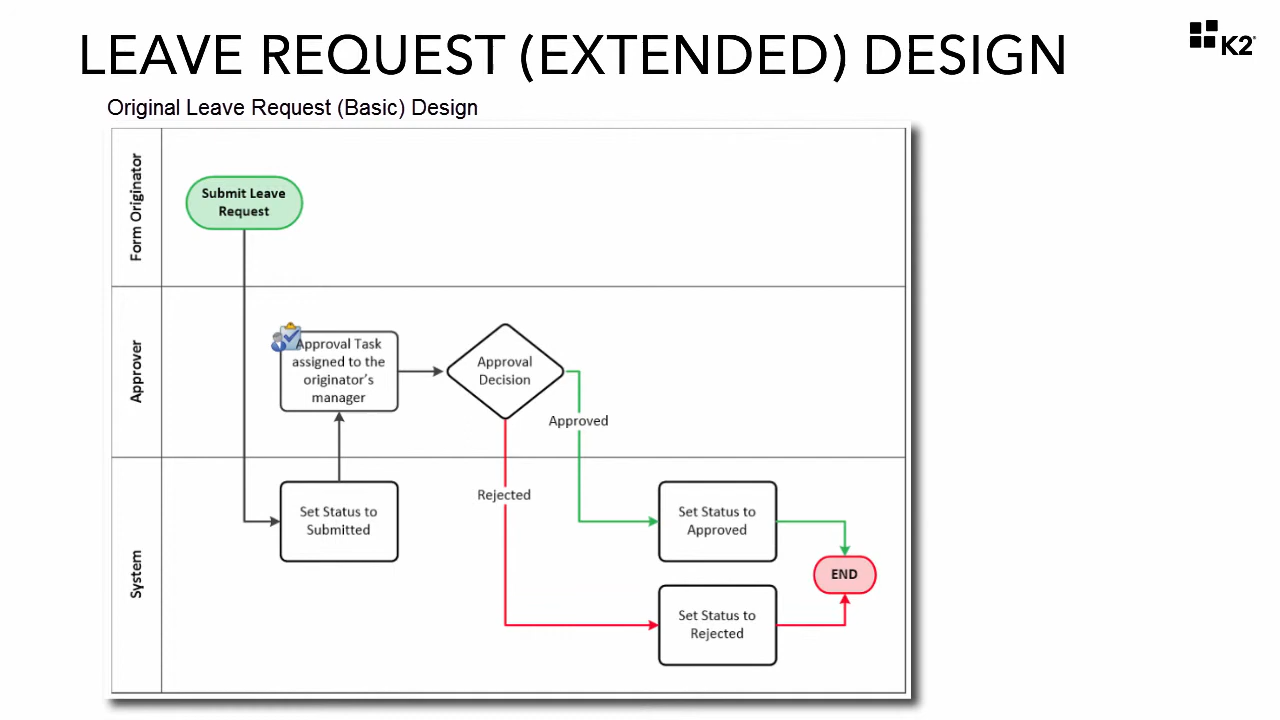 LEAVE REQUEST (EXTENDED) DESIGN
K2
Original Leave Request (Basic) Design
Form Originator
Submit Leave
Request
Approver
Approval Task
assigned to the
originator's
manager
Approval
Decision
Approved
Rejected
System
Set Status to
Submitted
Set Status to
Approved
END
Set Status to
Rejected